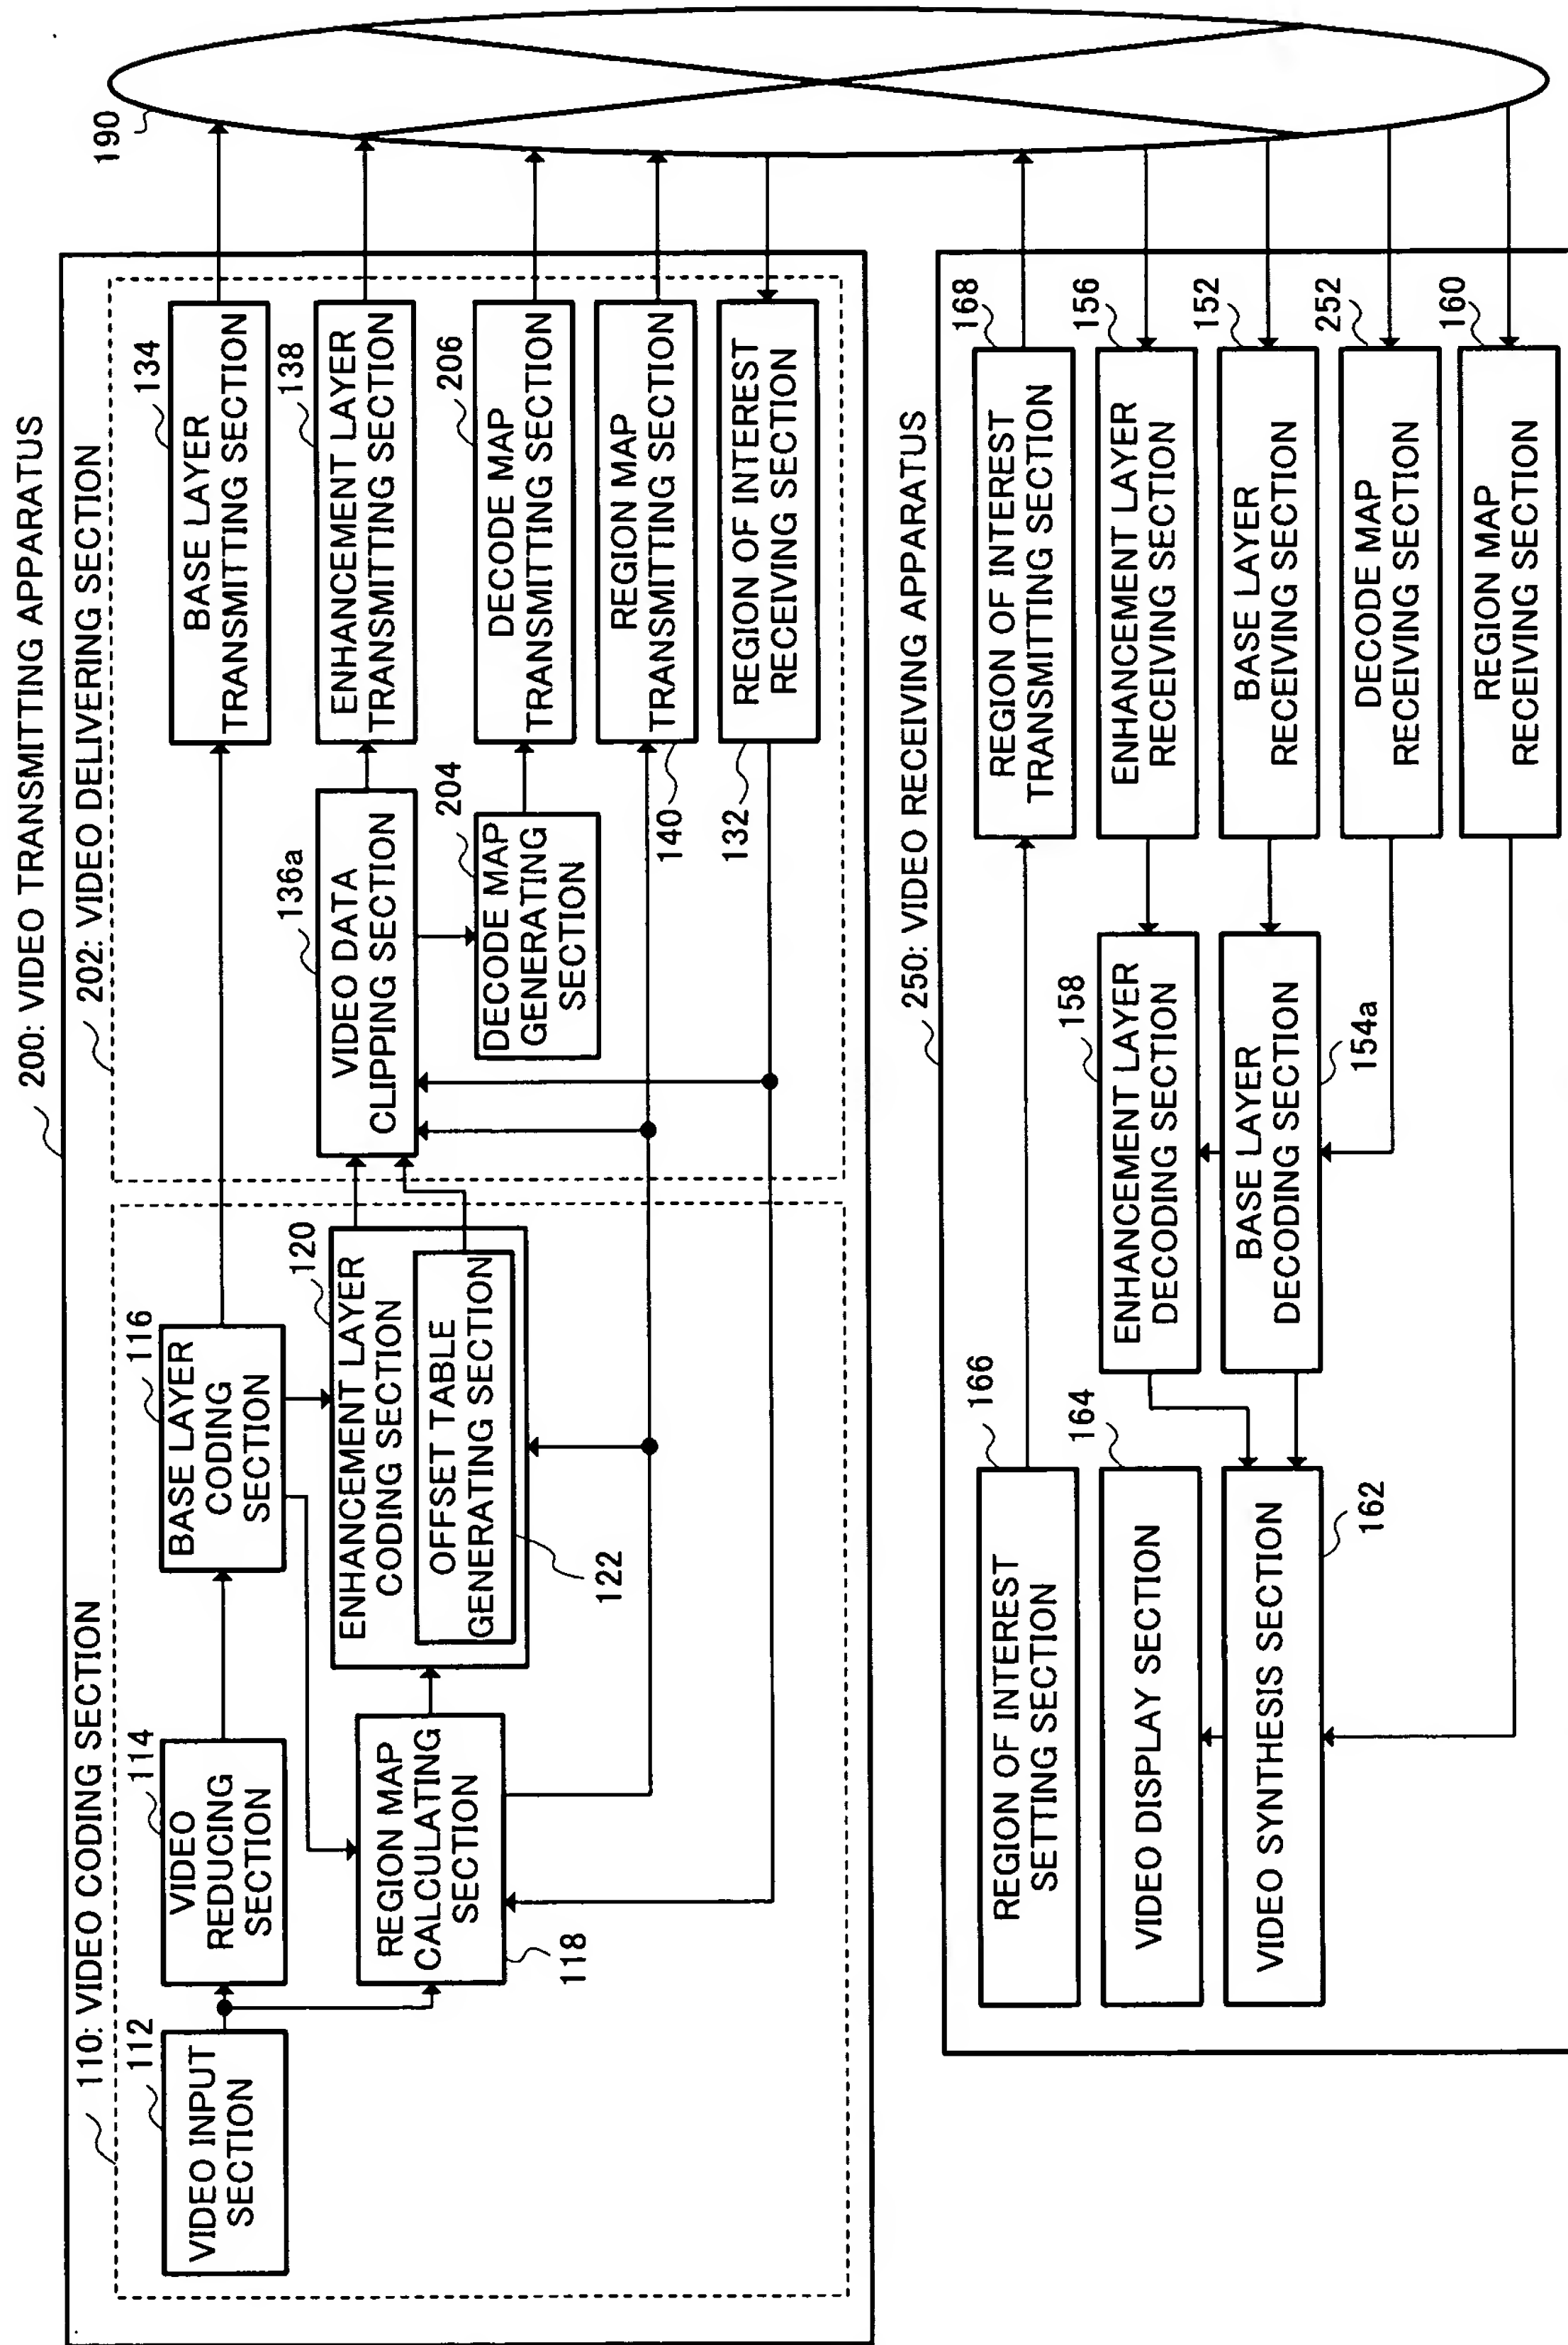 200: VIDEO TRANSMITTING APPARATUS
110: VIDEO CODING SECTION
202: VIDEO DELIVERING SECTION
190
112
VIDEO INPUT
SECTION
114
VIDEO
REDUCING
SECTION
116
BASE LAYER
CODING
SECTION
134
BASE LAYER
TRANSMITTING SECTION
REGION MAP
CALCULATING
SECTION
118
120
ENHANCEMENT LAYER
CODING SECTION
OFFSET TABLE
GENERATING SECTION
122
136a
VIDEO DATA
CLIPPING SECTION
138
ENHANCEMENT LAYER
TRANSMITTING SECTION
204
DECODE MAP
GENERATING
SECTION
206
DECODE MAP
TRANSMITTING SECTION
REGION MAP
TRANSMITTING SECTION
140
REGION OF INTEREST
RECEIVING SECTION
132
250: VIDEO RECEIVING APPARATUS
166
REGION OF INTEREST
SETTING SECTION
168
REGION OF INTEREST
TRANSMITTING SECTION
164
VIDEO DISPLAY SECTION
158
ENHANCEMENT LAYER
DECODING SECTION
156
ENHANCEMENT LAYER
RECEIVING SECTION
VIDEO SYNTHESIS SECTION
162
BASE LAYER
DECODING SECTION
154a
152
BASE LAYER
RECEIVING SECTION
252
DECODE MAP
RECEIVING SECTION
160
REGION MAP
RECEIVING SECTION